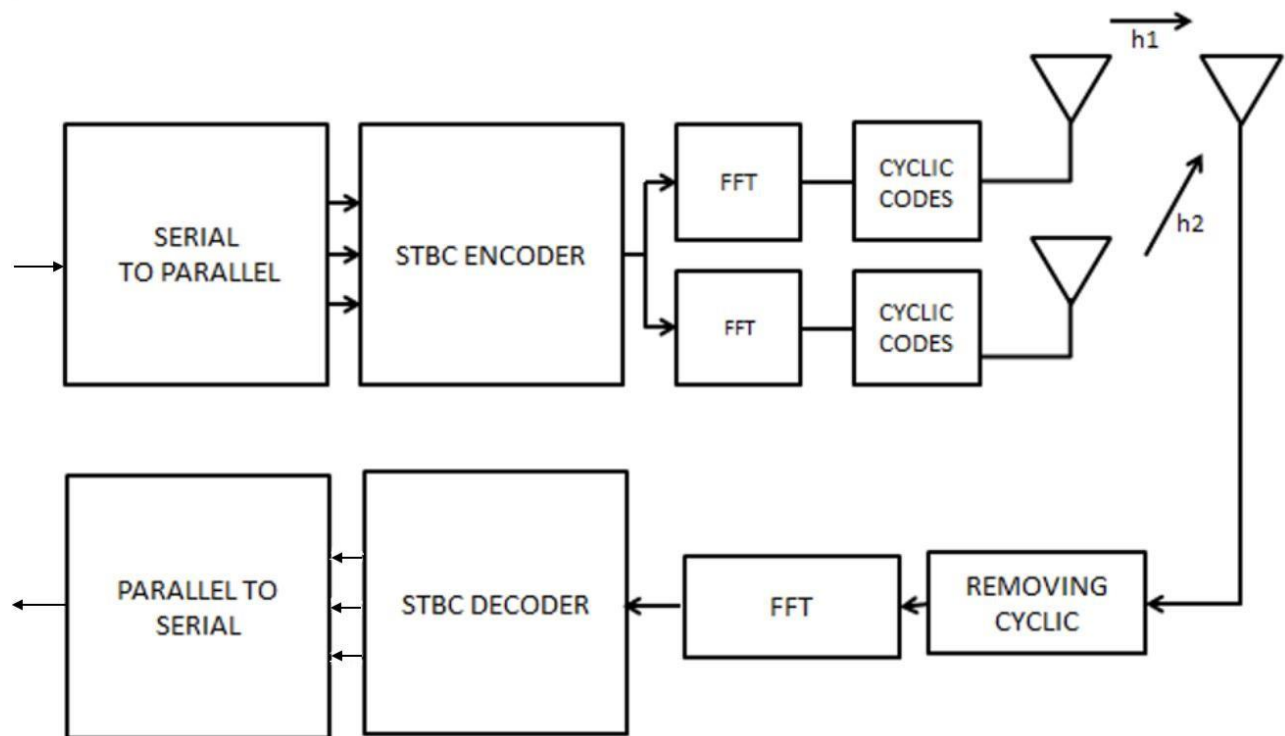 h1
SERIAL
TO PARALLEL
STBC ENCODER
FFT
CYCLIC
CODES
h2
FFT
CYCLIC
CODES
PARALLEL TO
SERIAL
STBC DECODER
FFT
REMOVING
CYCLIC